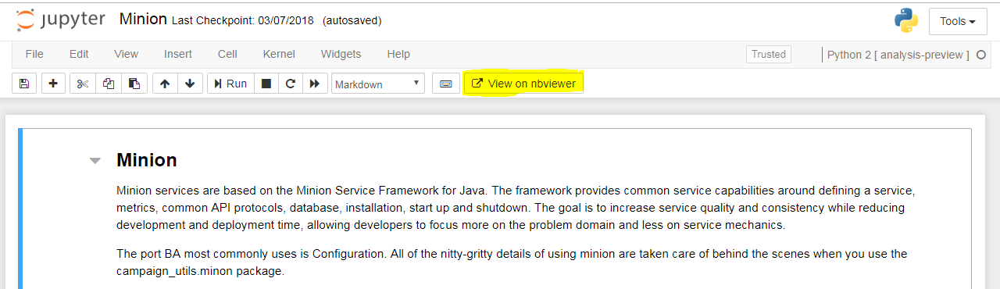 jupyter Minion Last Checkpoint: 03/07/2018 (autosaved) Tools
File Edit View Insert Cell Kernel Widgets Help Trusted Python 2 [ analysis-preview ]
Run Markdown View on nbviewer
Minion
Minion services are based on the Minion Service Framework for Java. The framework provides common service capabilities around defining a service,
metrics, common API protocols, database, installation, start up and shutdown. The goal is to increase service quality and consistency while reducing
development and deployment time, allowing developers to focus more on the problem domain and less on service mechanics.
The port BA most commonly uses is Configuration. All of the nitty-gritty details of using minion are taken care of behind the scenes when you use the
campaign_utils.minon package.